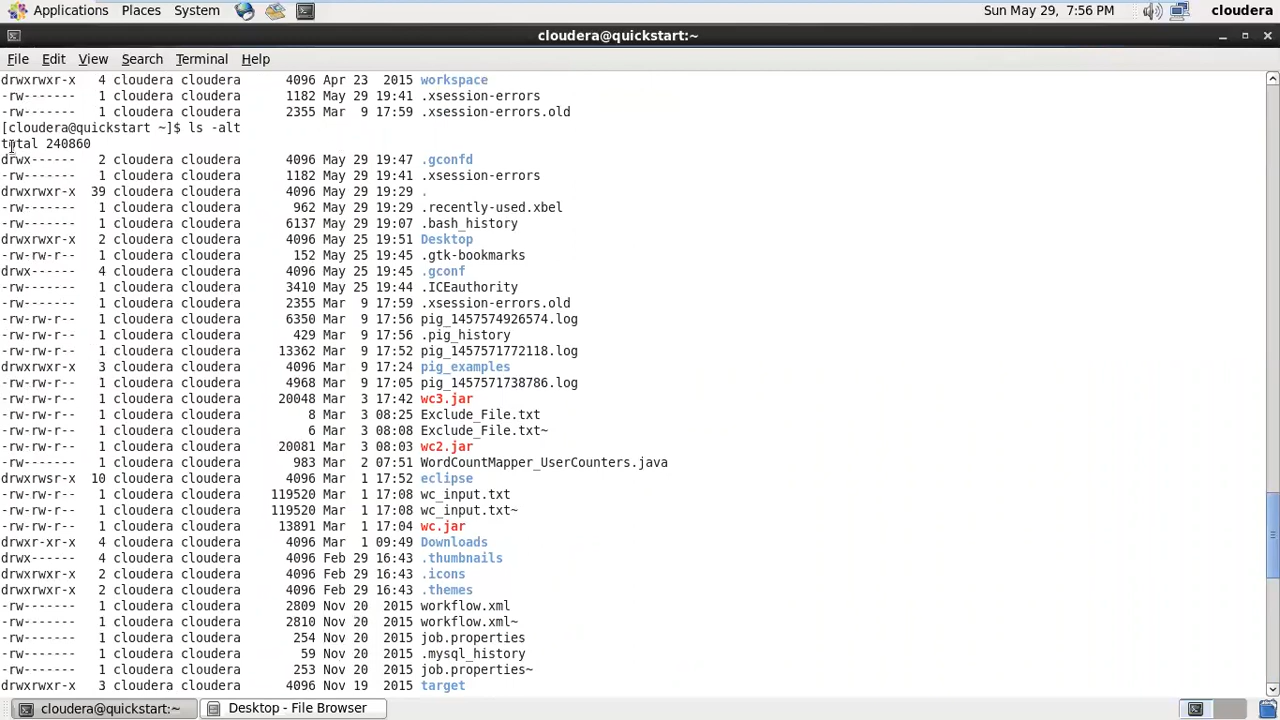 Applications Places System Sun May 29, 7:56 PM cloudera
cloudera@quickstart:~
File Edit View Search Terminal Help
drwxrwxr-x 4 cloudera cloudera 4096 Apr 23 2015 workspace
-rw------- 1 cloudera cloudera 1182 May 29 19:41 .xsession-errors
-rw------- 1 cloudera cloudera 2355 Mar 9 17:59 .xsession-errors.old
[cloudera@quickstart ~]$ ls -alt
total 240860
drwx------ 2 cloudera cloudera 4096 May 29 19:47 .gconfd
-rw------- 1 cloudera cloudera 1182 May 29 19:41 .xsession-errors
drwxrwxr-x 39 cloudera cloudera 4096 May 29 19:29 .
-rw------- 1 cloudera cloudera 962 May 29 19:29 .recently-used.xbel
-rw------- 1 cloudera cloudera 6137 May 29 19:07 .bash_history
drwxrwxr-x 2 cloudera cloudera 4096 May 25 19:51 Desktop
-rw-rw-r-- 1 cloudera cloudera 152 May 25 19:45 .gtk-bookmarks
drwx------ 4 cloudera cloudera 4096 May 25 19:45 .gconf
-rw------- 1 cloudera cloudera 3410 May 25 19:44 .ICEauthority
-rw------- 1 cloudera cloudera 2355 Mar 9 17:59 .xsession-errors.old
-rw-rw-r-- 1 cloudera cloudera 6350 Mar 9 17:56 pig_1457574926574.log
-rw-rw-r-- 1 cloudera cloudera 429 Mar 9 17:56 .pig_history
-rw-rw-r-- 1 cloudera cloudera 13362 Mar 9 17:52 pig_1457571772118.log
drwxrwxr-x 3 cloudera cloudera 4096 Mar 9 17:24 pig_examples
-rw-rw-r-- 1 cloudera cloudera 4968 Mar 9 17:05 pig_1457571738786.log
-rw-rw-r-- 1 cloudera cloudera 20048 Mar 3 17:42 wc3.jar
-rw-rw-r-- 1 cloudera cloudera 8 Mar 3 08:25 Exclude_File.txt
-rw-rw-r-- 1 cloudera cloudera 6 Mar 3 08:08 Exclude_File.txt~
-rw-rw-r-- 1 cloudera cloudera 20081 Mar 3 08:03 wc2.jar
-rw------- 1 cloudera cloudera 983 Mar 2 07:51 WordCountMapper_UserCounters.java
drwxrwsr-x 10 cloudera cloudera 4096 Mar 1 17:52 eclipse
-rw-rw-r-- 1 cloudera cloudera 119520 Mar 1 17:08 wc_input.txt
-rw-rw-r-- 1 cloudera cloudera 119520 Mar 1 17:08 wc_input.txt~
-rw-rw-r-- 1 cloudera cloudera 13891 Mar 1 17:04 wc.jar
drwxr-xr-x 4 cloudera cloudera 4096 Mar 1 09:49 Downloads
drwx------ 4 cloudera cloudera 4096 Feb 29 16:43 .thumbnails
drwxrwxr-x 2 cloudera cloudera 4096 Feb 29 16:43 .icons
drwxrwxr-x 2 cloudera cloudera 4096 Feb 29 16:43 .themes
-rw------- 1 cloudera cloudera 2809 Nov 20 2015 workflow.xml
-rw------- 1 cloudera cloudera 2810 Nov 20 2015 workflow.xml~
-rw------- 1 cloudera cloudera 254 Nov 20 2015 job.properties
-rw------- 1 cloudera cloudera 59 Nov 20 2015 .mysql_history
-rw------- 1 cloudera cloudera 253 Nov 20 2015 job.properties~
drwxrwxr-x 3 cloudera cloudera 4096 Nov 19 2015 target
cloudera@quickstart:~ Desktop - File Browser